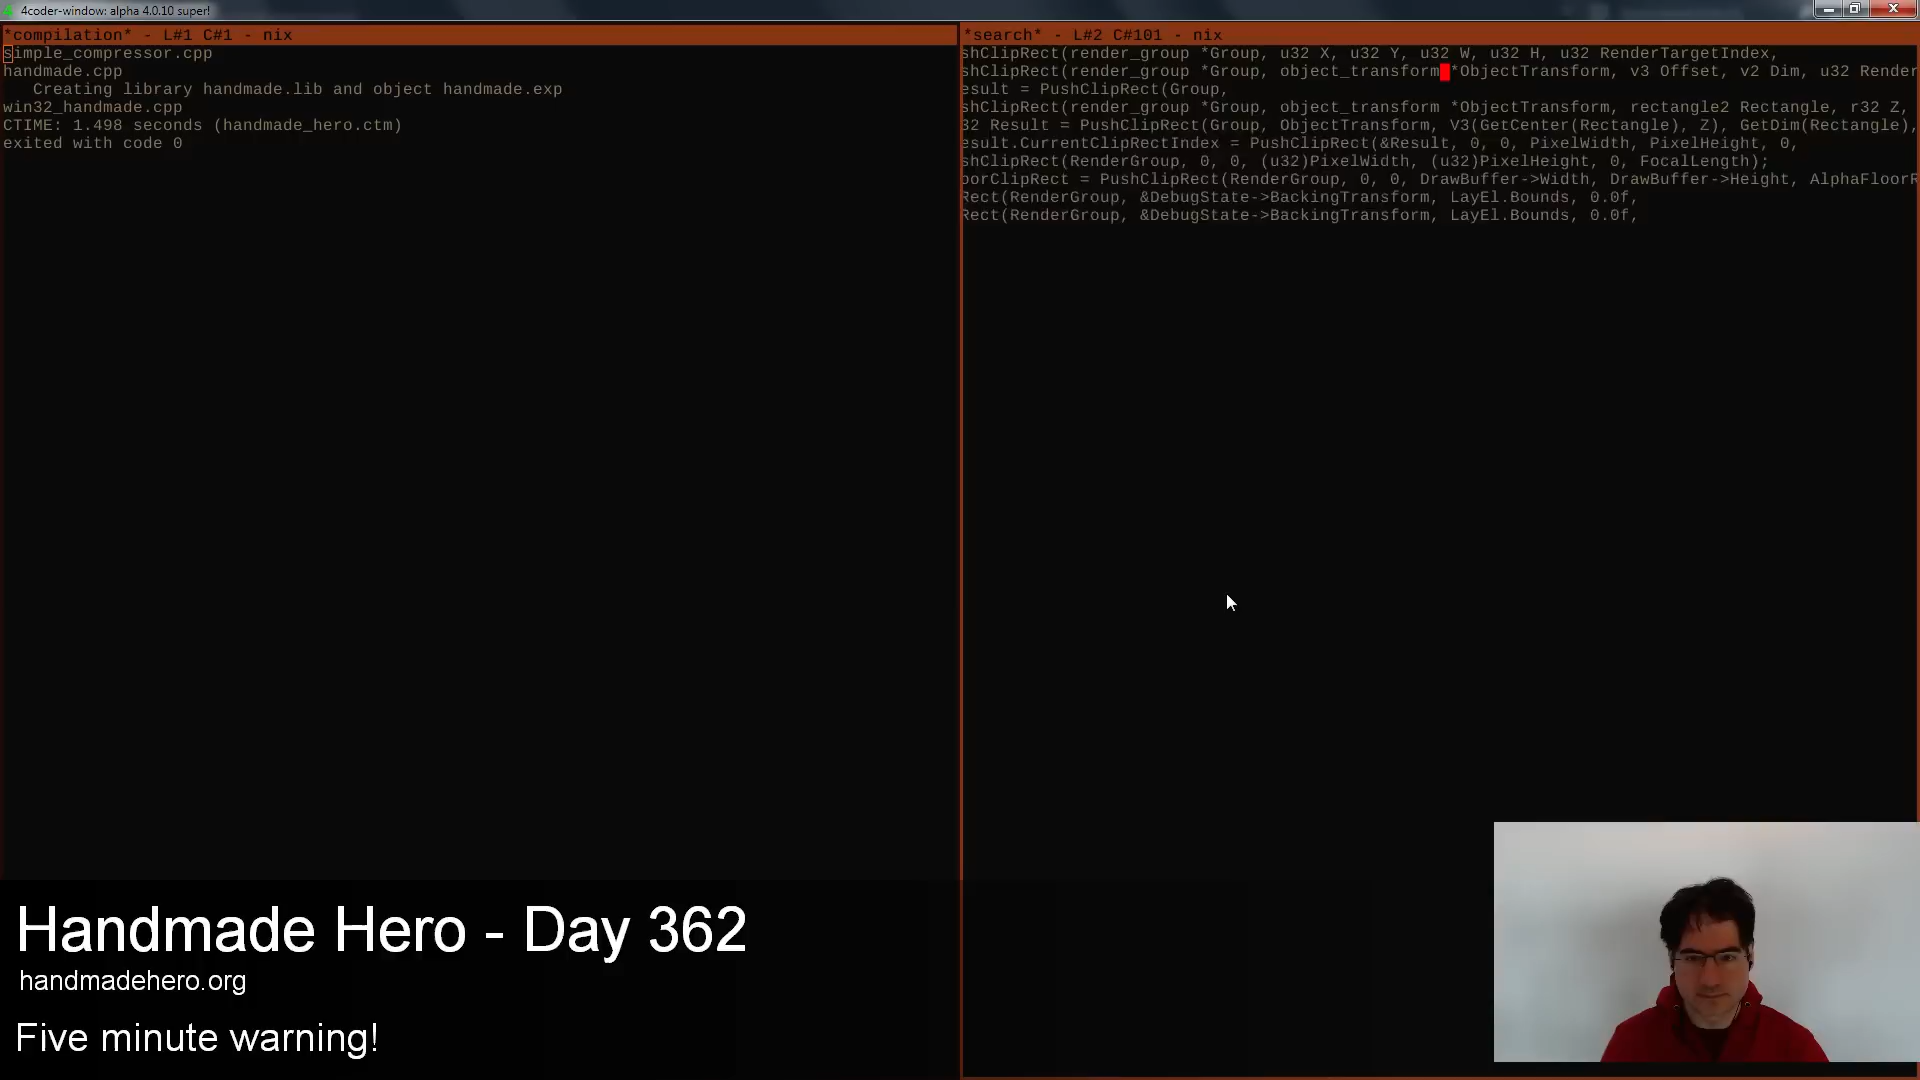 4coder-window: alpha 4.0.10 super!
*compilation* - L#1 C#1 - nix
simple_compressor.cpp
handmade.cpp
Creating library handmade.lib and object handmade.exp
win32_handmade.cpp
CTIME: 1.498 seconds (handmade_hero.ctm)
exited with code 0
*search* - L#2 C#101 - nix
shClipRect(render_group *Group, u32 X, u32 Y, u32 W, u32 H, u32 RenderTargetIndex,
shClipRect(render_group *Group, object_transform *ObjectTransform, v3 Offset, v2 Dim, u32 Render
esult = PushClipRect(Group,
shClipRect(render_group *Group, object_transform *ObjectTransform, rectangle2 Rectangle, r32 Z,
32 Result = PushClipRect(Group, ObjectTransform, V3(GetCenter(Rectangle), Z), GetDim(Rectangle),
esult.CurrentClipRectIndex = PushClipRect(&Result, 0, 0, PixelWidth, PixelHeight, 0,
shClipRect(RenderGroup, 0, 0, (u32)PixelWidth, (u32)PixelHeight, 0, FocalLength);
oorClipRect = PushClipRect(RenderGroup, 0, 0, DrawBuffer->Width, DrawBuffer->Height, AlphaFloorR
Rect(RenderGroup, &DebugState->BackingTransform, LayEl.Bounds, 0.0f,
Rect(RenderGroup, &DebugState->BackingTransform, LayEl.Bounds, 0.0f,
Handmade Hero - Day 362
handmadehero.org
Five minute warning!